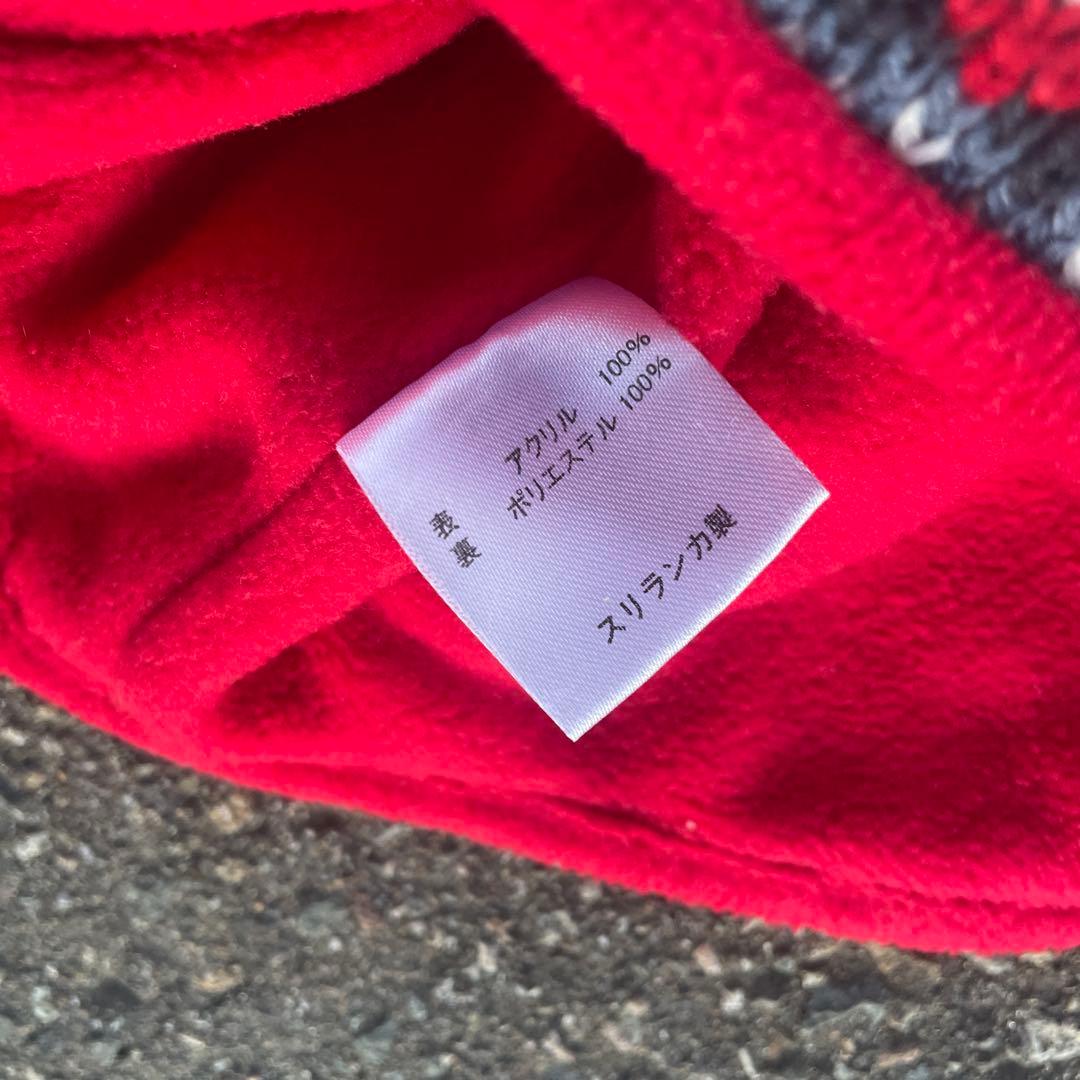 表 アクリル 100%
裏 ポリエステル 100%
スリランカ製